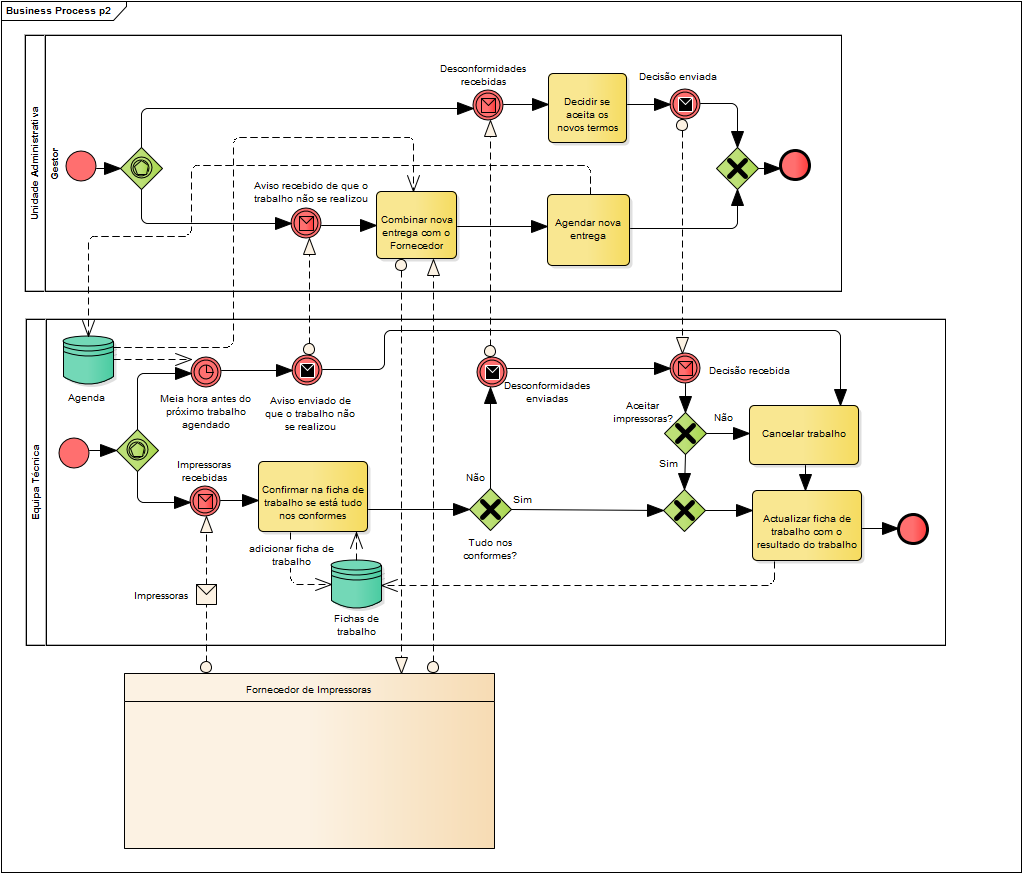 Business Process p2
Unidade Administrativa
Gestor
Desconformidades
recebidas
Decidir se
aceita os
novos termos
Decisão enviada
Aviso recebido de que o
trabalho não se realizou
Combinar nova
entrega com o
Fornecedor
Agendar nova
entrega
Equipa Técnica
Agenda
Meia hora antes do
próximo trabalho
agendado
Aviso enviado de
que o trabalho não
se realizou
Desconformidades
enviadas
Decisão recebida
Aceitar
impressoras?
Não
Cancelar trabalho
Sim
Impressoras
recebidas
Confirmar na ficha de
trabalho se está tudo
nos conformes
Não
Sim
Tudo nos
conformes?
Actualizar ficha de
trabalho com o
resultado do trabalho
adicionar ficha de
trabalho
Impressoras
Fichas de
trabalho
Fornecedor de Impressoras